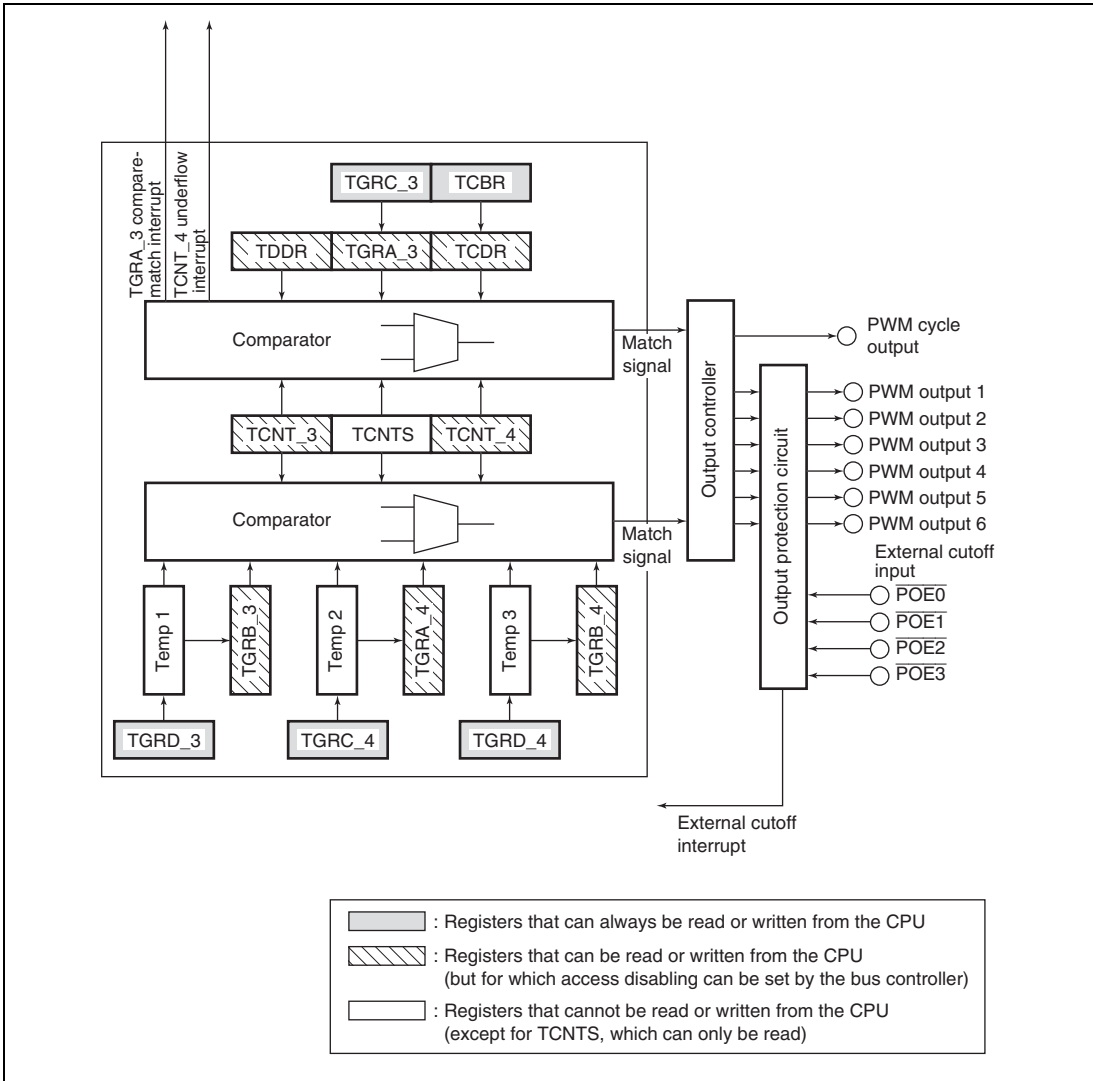 TGRA_3 compare-
match interrupt
TCNT_4 underflow
interrupt
TGRC_3
TCBR
TDDR
TGRA_3
TCDR
Comparator
Match
signal
Output controller
Output protection circuit
PWM cycle
output
TCNT_3
TCNTS
TCNT_4
PWM output 1
PWM output 2
PWM output 3
PWM output 4
PWM output 5
PWM output 6
Comparator
Match
signal
External cutoff
input
POE0
POE1
POE2
POE3
Temp 1
TGRB_3
Temp 2
TGRA_4
Temp 3
TGRB_4
TGRD_3
TGRC_4
TGRD_4
External cutoff
interrupt
: Registers that can always be read or written from the CPU
: Registers that can be read or written from the CPU
(but for which access disabling can be set by the bus controller)
: Registers that cannot be read or written from the CPU
(except for TCNTS, which can only be read)